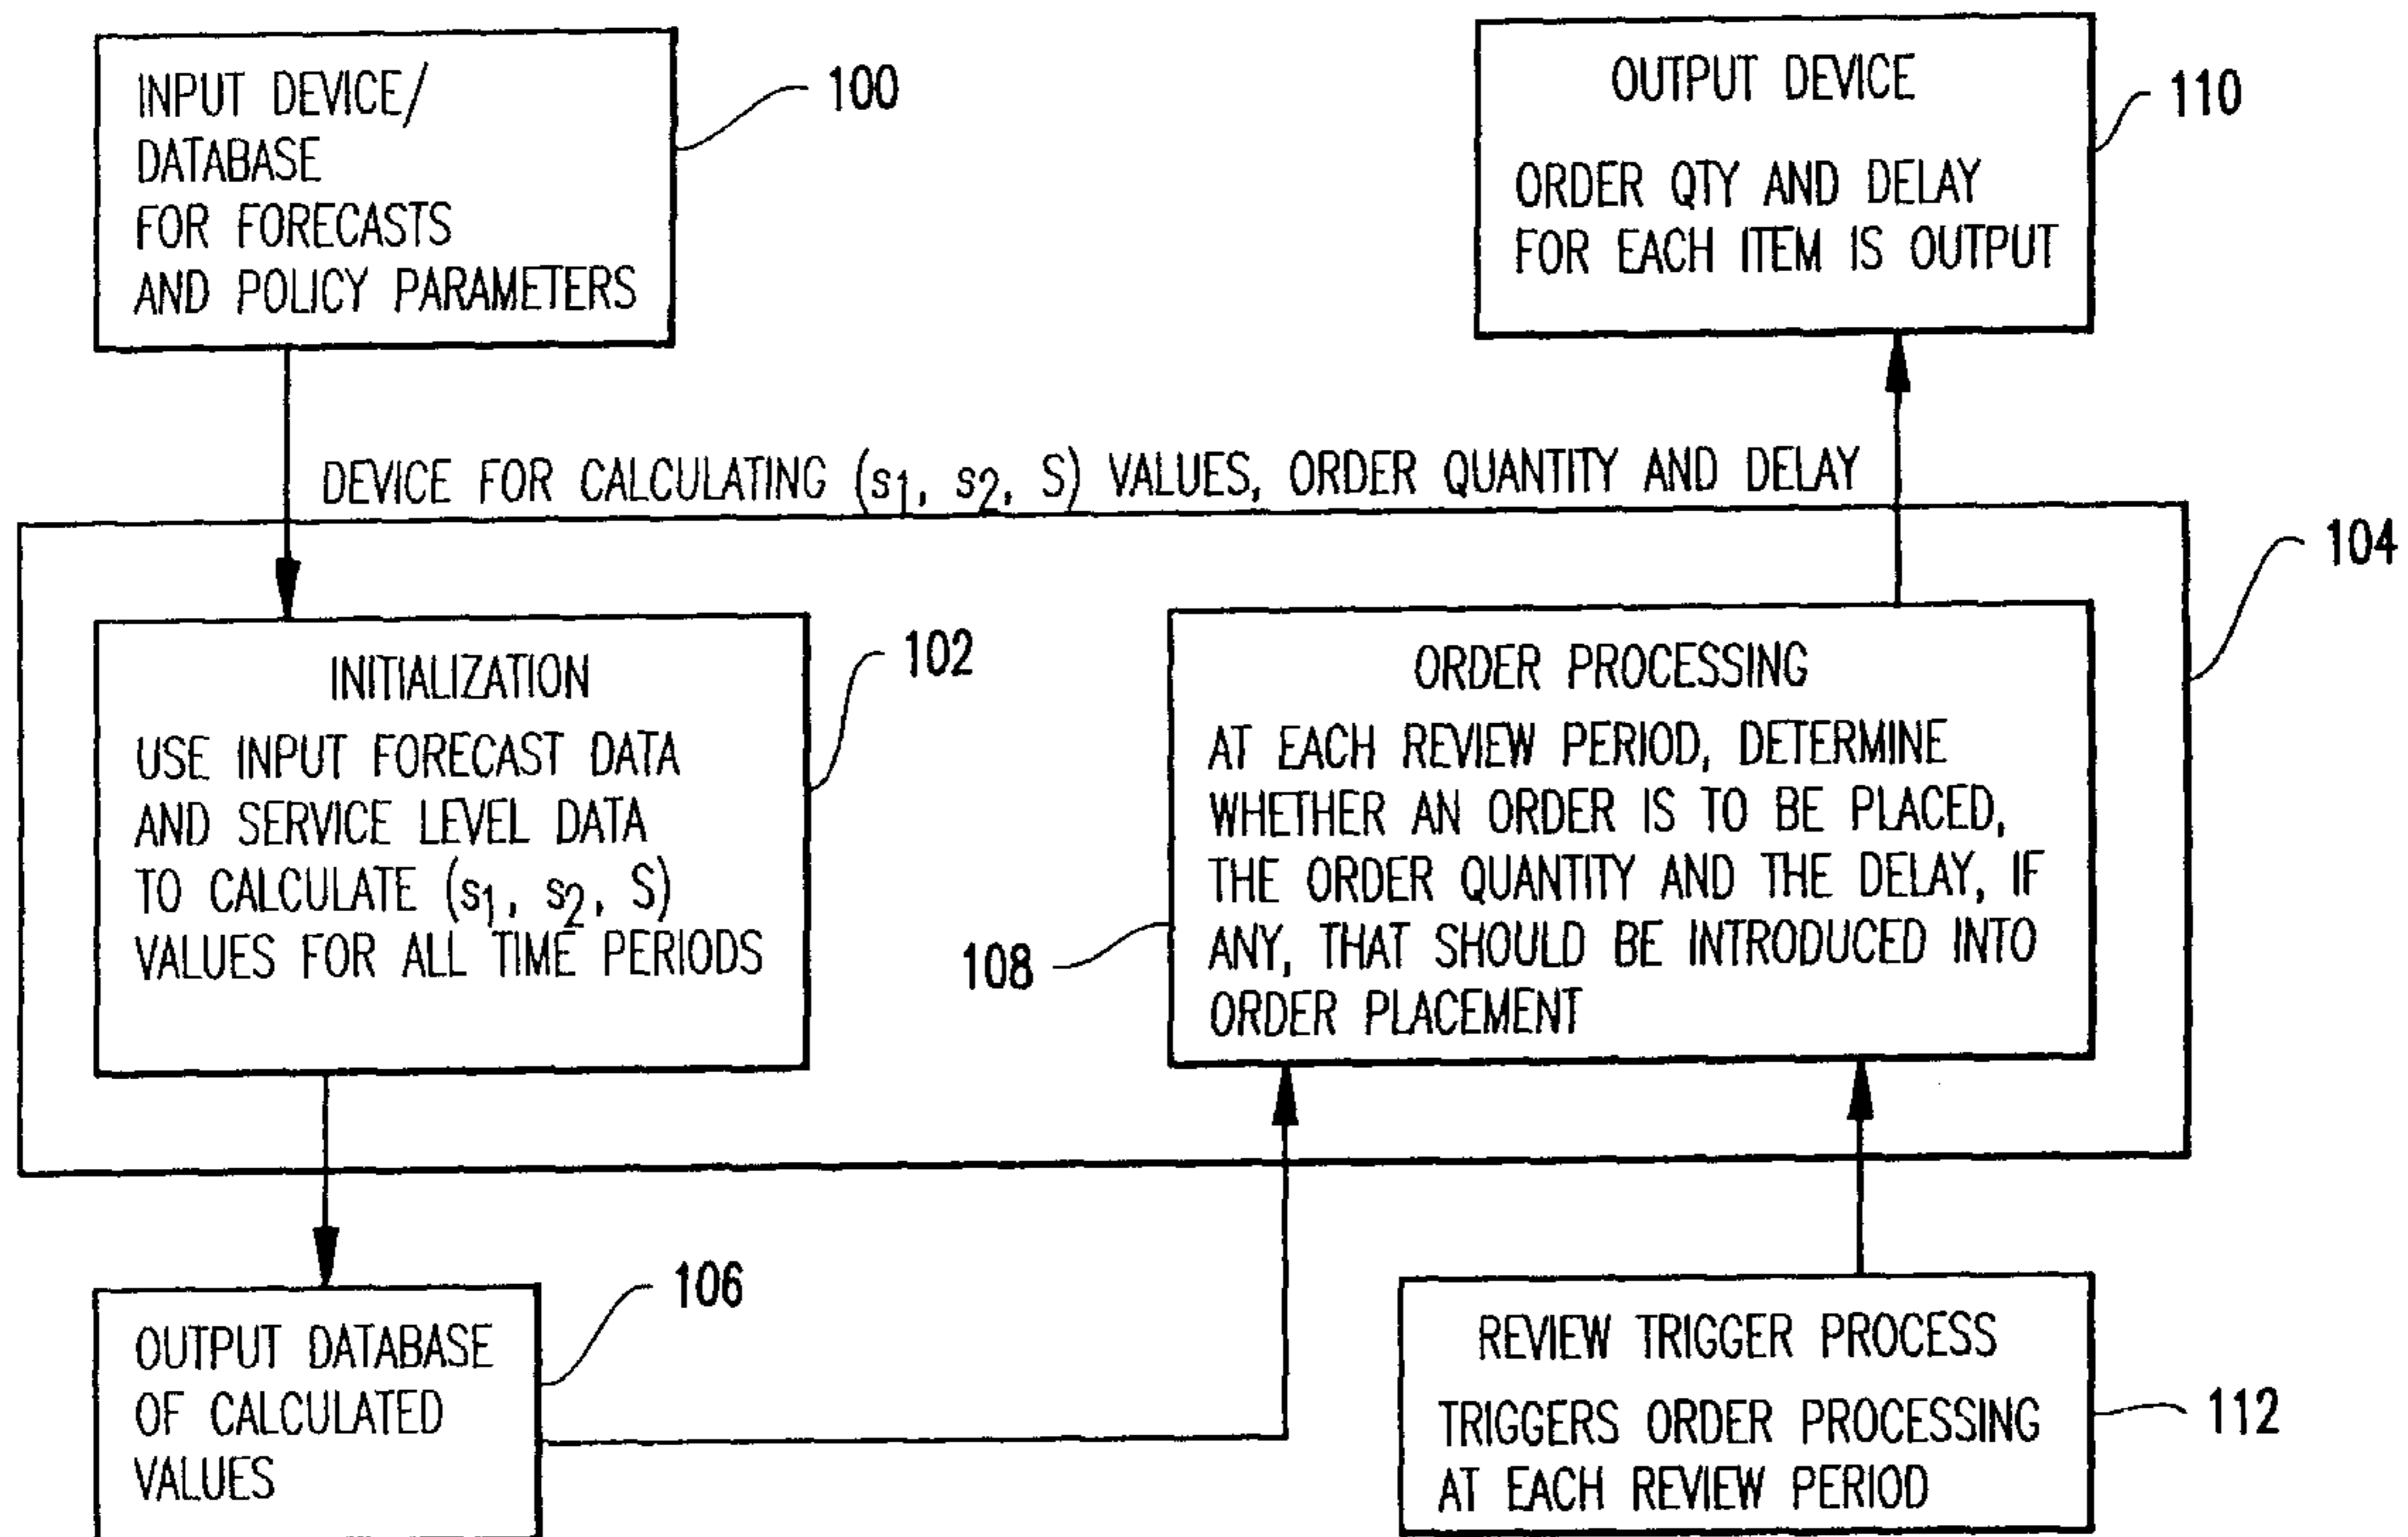 INPUT DEVICE/
DATABASE
FOR FORECASTS
AND POLICY PARAMETERS
100
OUTPUT DEVICE
ORDER QTY AND DELAY
FOR EACH ITEM IS OUTPUT
110
DEVICE FOR CALCULATING (s1, s2, S) VALUES, ORDER QUANTITY AND DELAY
104
INITIALIZATION
USE INPUT FORECAST DATA
AND SERVICE LEVEL DATA
TO CALCULATE (s1, s2, S)
VALUES FOR ALL TIME PERIODS
102
ORDER PROCESSING
AT EACH REVIEW PERIOD, DETERMINE
WHETHER AN ORDER IS TO BE PLACED,
THE ORDER QUANTITY AND THE DELAY, IF
ANY, THAT SHOULD BE INTRODUCED INTO
ORDER PLACEMENT
108
OUTPUT DATABASE
OF CALCULATED
VALUES
106
REVIEW TRIGGER PROCESS
TRIGGERS ORDER PROCESSING
AT EACH REVIEW PERIOD
112